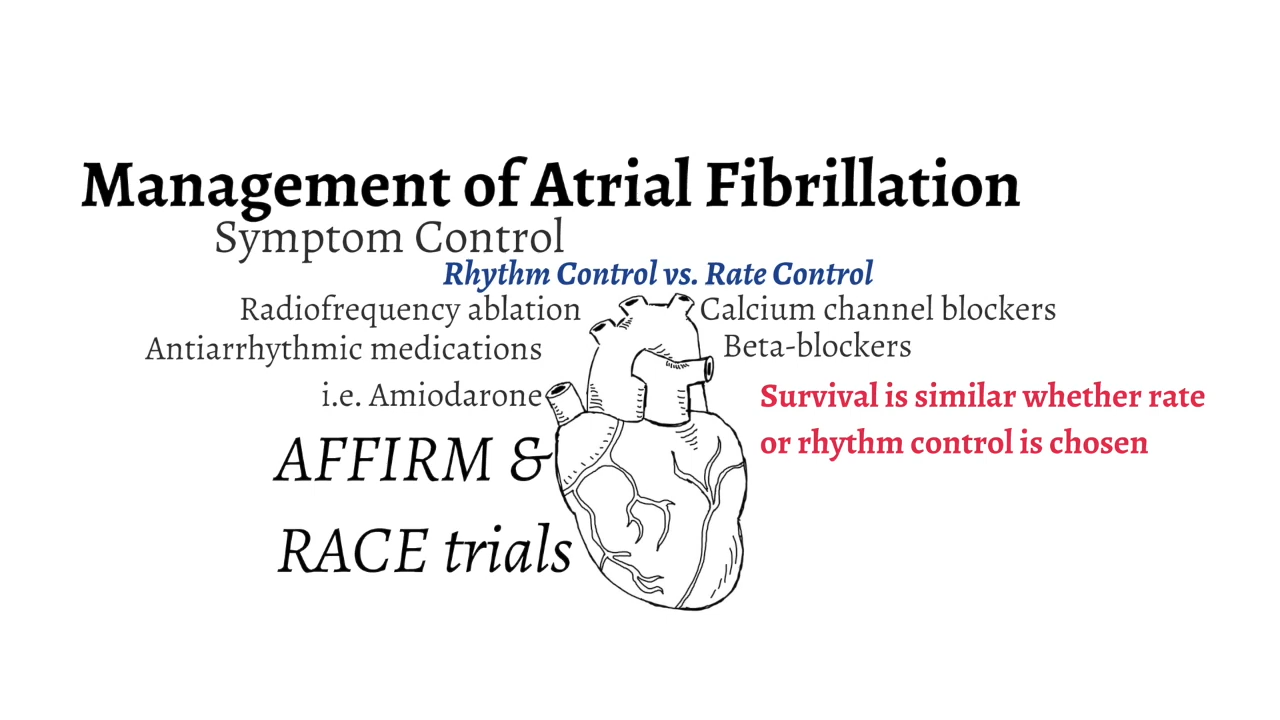 Management of Atrial Fibrillation
Symptom Control
Rhythm Control vs. Rate Control
Radiofrequency ablation
Antiarrhythmic medications
i.e. Amiodarone
Calcium channel blockers
Beta-blockers
Survival is similar whether rate
or rhythm control is chosen
AFFIRM &
RACE trials